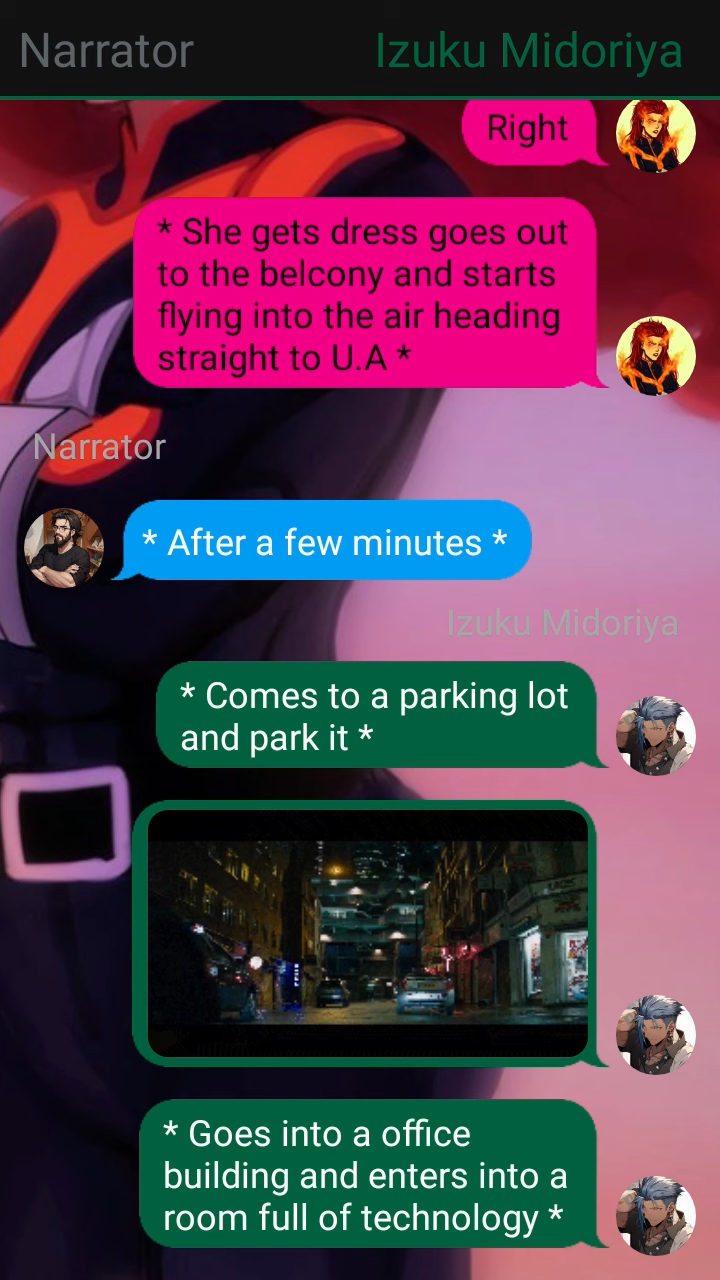 Narrator Izuku Midoriya
Right
* She gets dress goes out
to the belcony and starts
flying into the air heading
straight to U.A *
Narrator
* After a few minutes *
Izuku Midoriya
* Comes to a parking lot
and park it *
* Goes into a office
building and enters into a
room full of technology *